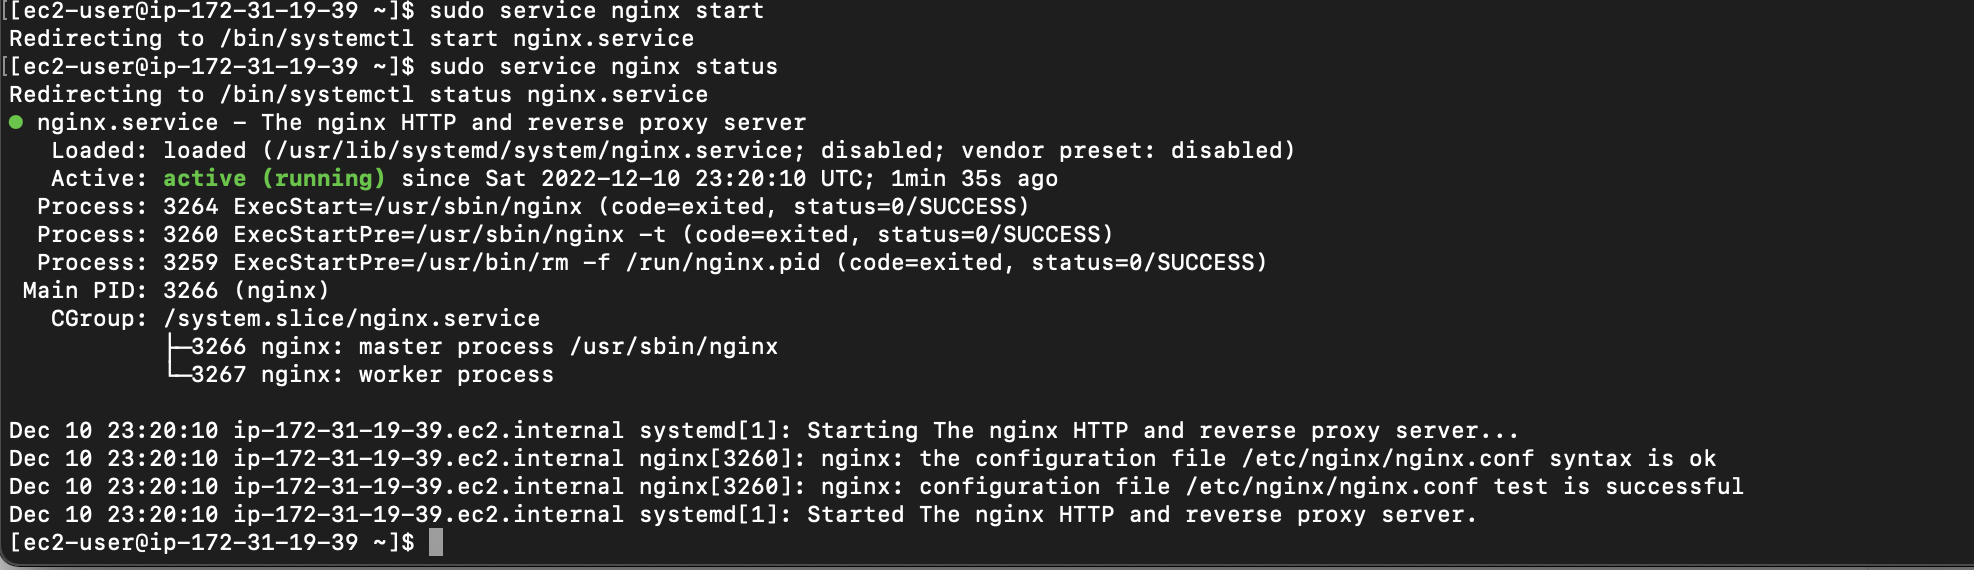 [[ec2-user@ip-172-31-19-39 ~]$ sudo service nginx start
Redirecting to /bin/systemctl start nginx.service
[[ec2-user@ip-172-31-19-39 ~]$ sudo service nginx status
Redirecting to /bin/systemctl status nginx.service
● nginx.service - The nginx HTTP and reverse proxy server
   Loaded: loaded (/usr/lib/systemd/system/nginx.service; disabled; vendor preset: disabled)
   Active: active (running) since Sat 2022-12-10 23:20:10 UTC; 1min 35s ago
  Process: 3264 ExecStart=/usr/sbin/nginx (code=exited, status=0/SUCCESS)
  Process: 3260 ExecStartPre=/usr/sbin/nginx -t (code=exited, status=0/SUCCESS)
  Process: 3259 ExecStartPre=/usr/bin/rm -f /run/nginx.pid (code=exited, status=0/SUCCESS)
 Main PID: 3266 (nginx)
   CGroup: /system.slice/nginx.service
           ├─3266 nginx: master process /usr/sbin/nginx
           └─3267 nginx: worker process

Dec 10 23:20:10 ip-172-31-19-39.ec2.internal systemd[1]: Starting The nginx HTTP and reverse proxy server...
Dec 10 23:20:10 ip-172-31-19-39.ec2.internal nginx[3260]: nginx: the configuration file /etc/nginx/nginx.conf syntax is ok
Dec 10 23:20:10 ip-172-31-19-39.ec2.internal nginx[3260]: nginx: configuration file /etc/nginx/nginx.conf test is successful
Dec 10 23:20:10 ip-172-31-19-39.ec2.internal systemd[1]: Started The nginx HTTP and reverse proxy server.
[ec2-user@ip-172-31-19-39 ~]$